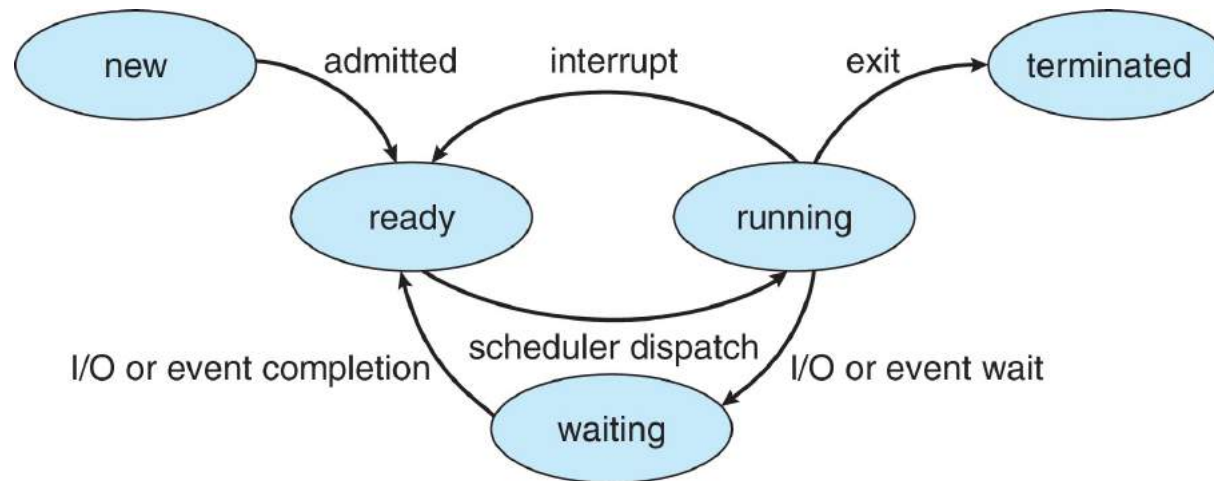 new
admitted
interrupt
exit
terminated
ready
running
scheduler dispatch
I/O or event completion
I/O or event wait
waiting